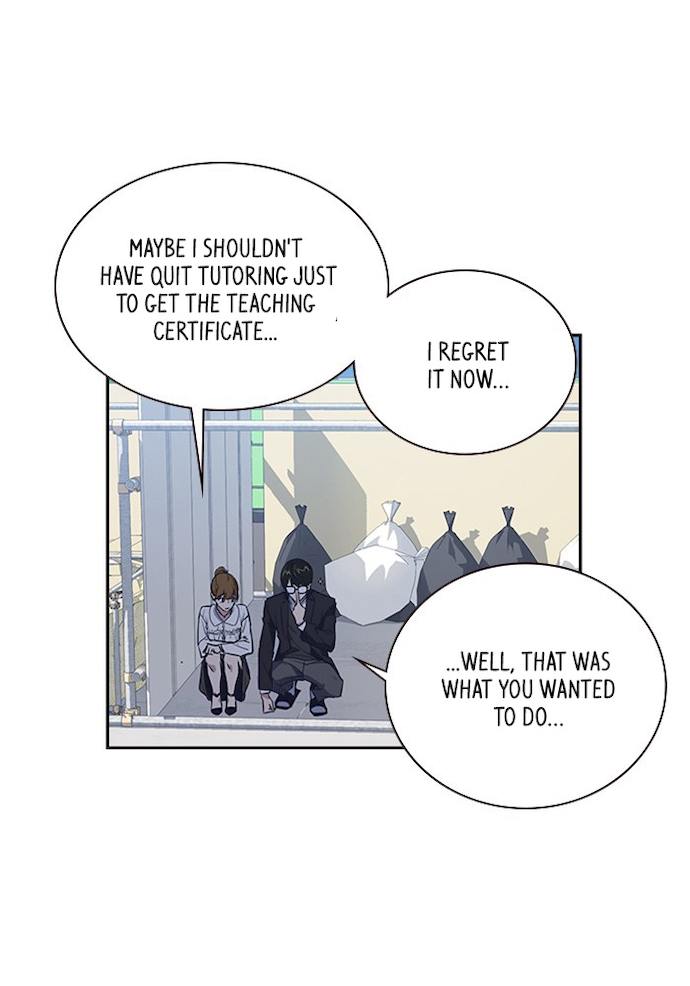 MAYBE I SHOULDN'T
HAVE QUIT TUTORING JUST
TO GET THE TEACHING
CERTIFICATE...
I REGRET
IT NOW...
...WELL, THAT WAS
WHAT YOU WANTED
TO DO...